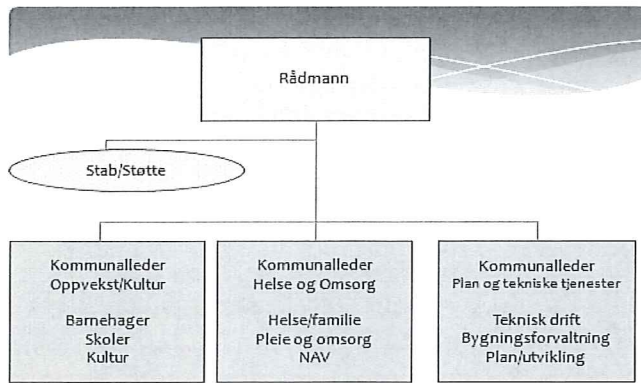 Rådmann
Stab/Støtte
Kommunalleder
Oppvekst/Kultur
Barnehager
Skoler
Kultur
Kommunalleder
Helse og Omsorg
Helse/familie
Pleie og omsorg
NAV
Kommunalleder
Plan og tekniske tjenester
Teknisk drift
Bygningsforvaltning
Plan/utvikling